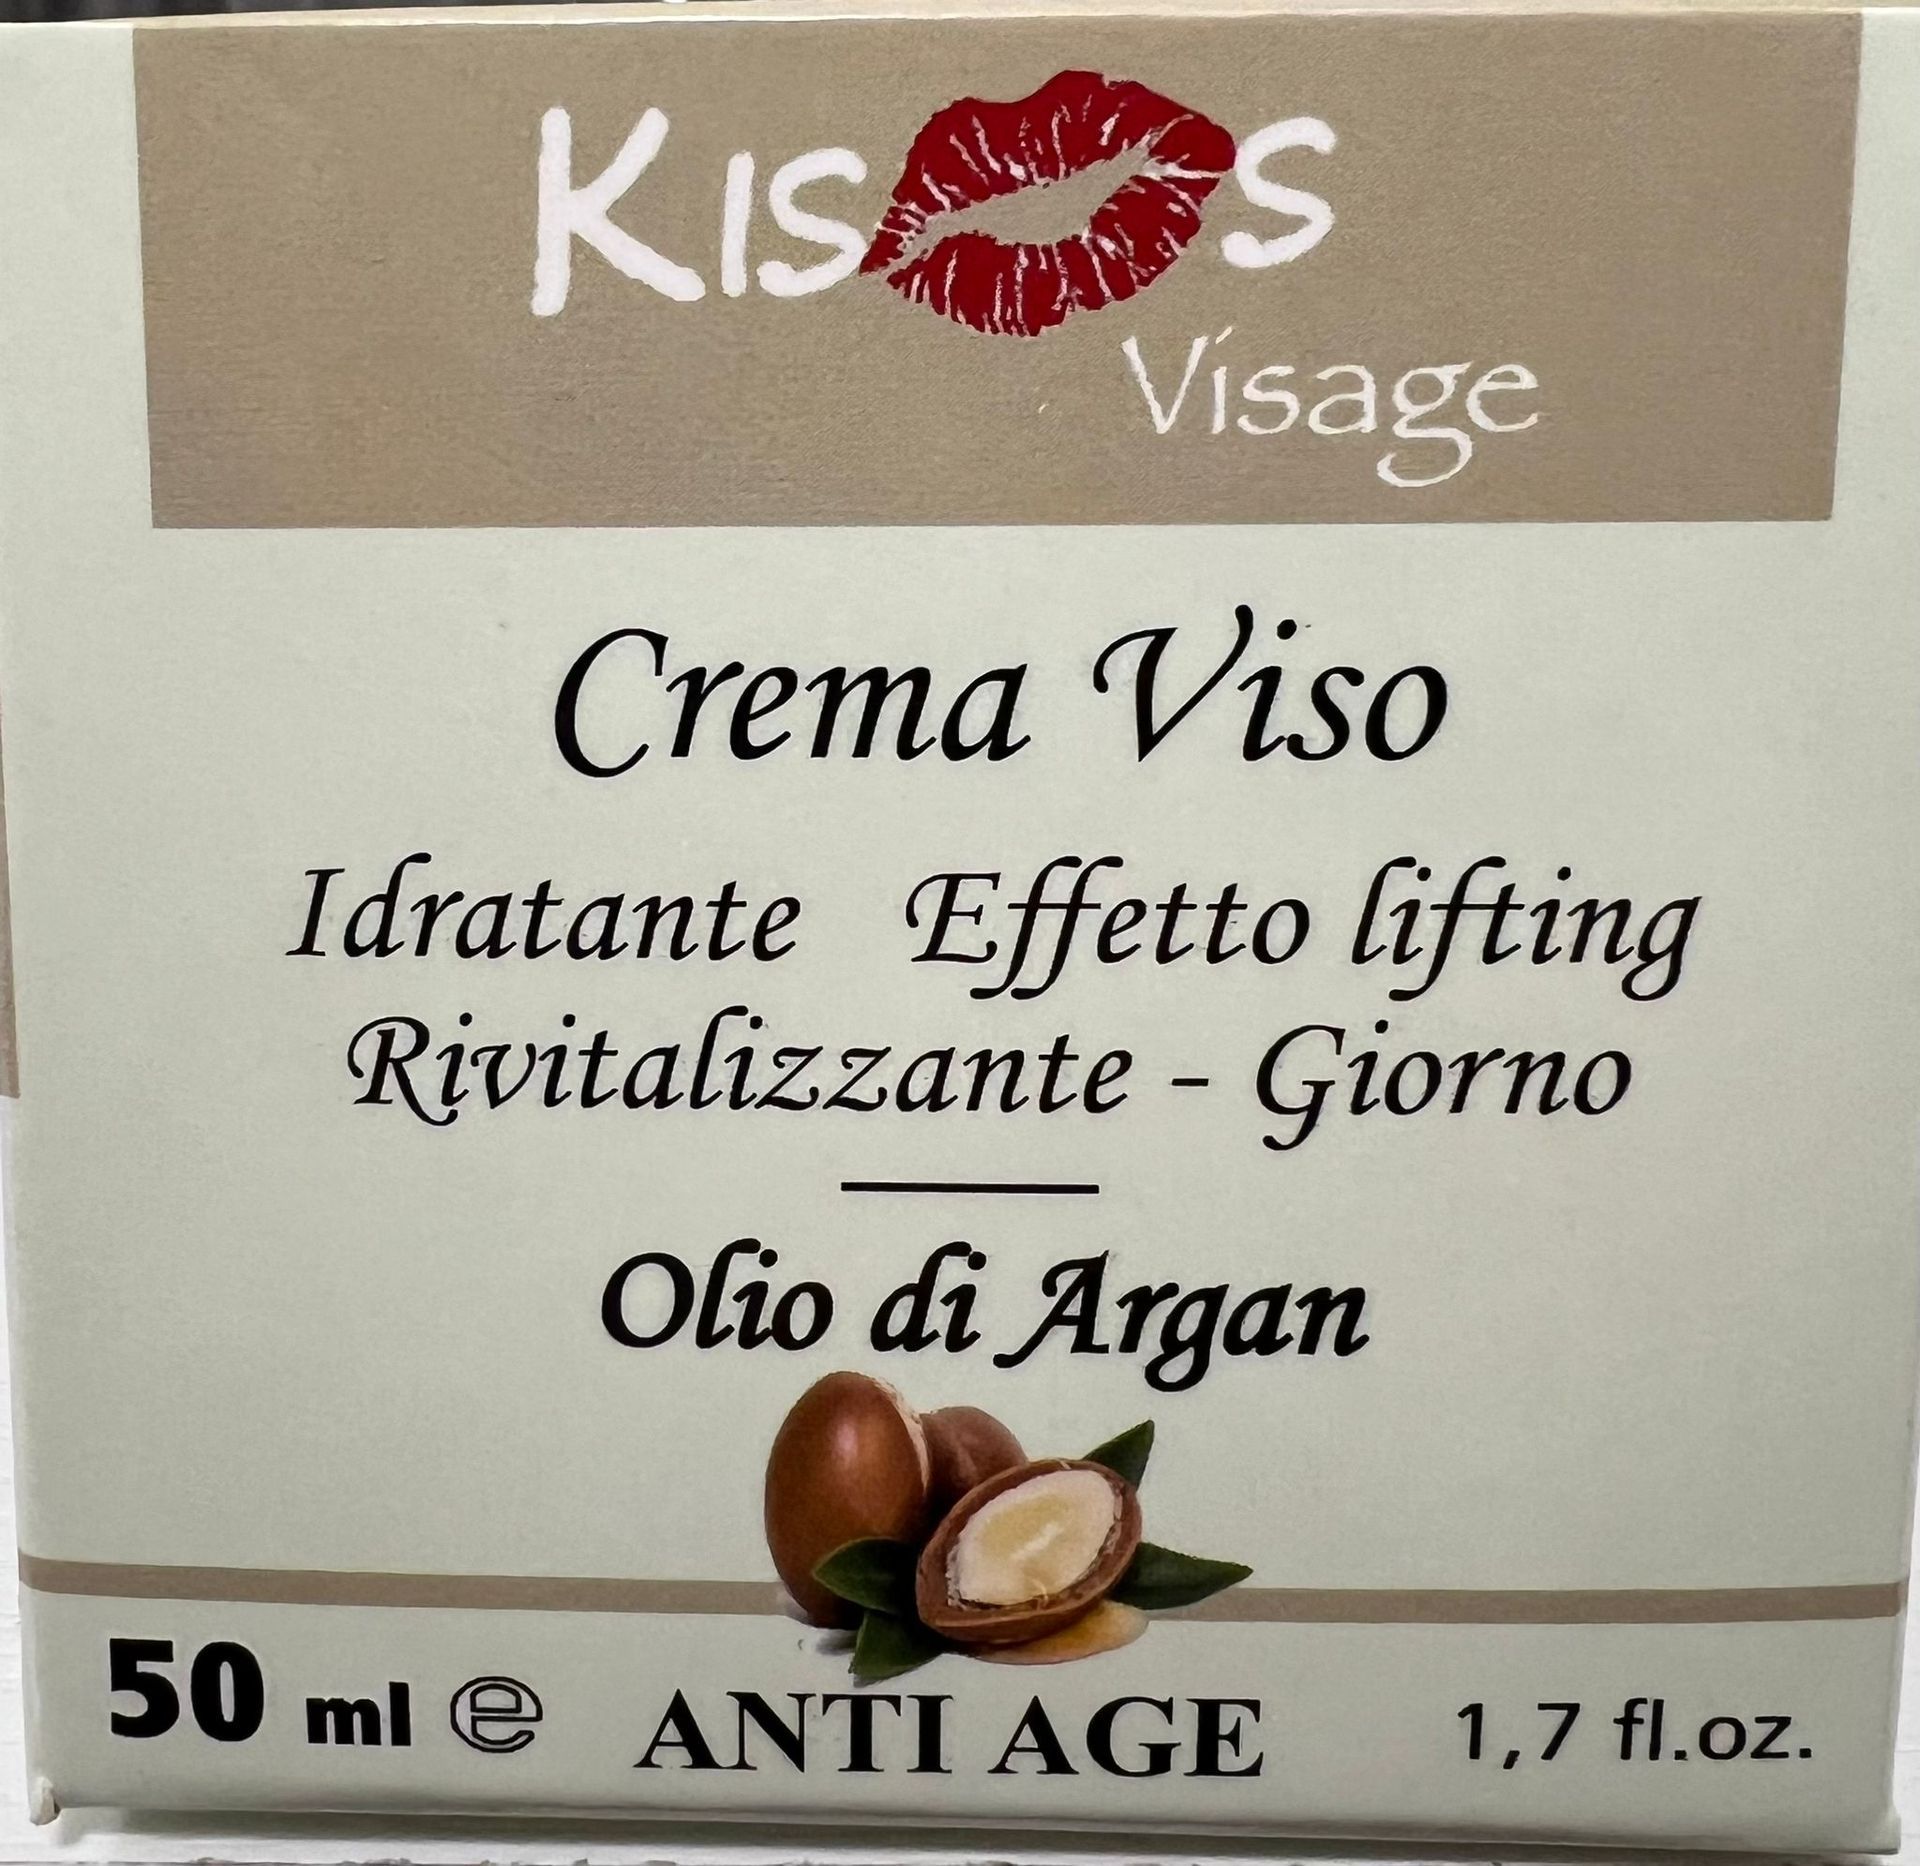 KISS
Visage
Crema Viso
Idratante Effetto lifting
Rivitalizzante - Giorno
Olio di Argan
50 ml ℮ ANTI AGE 1,7 fl.oz.